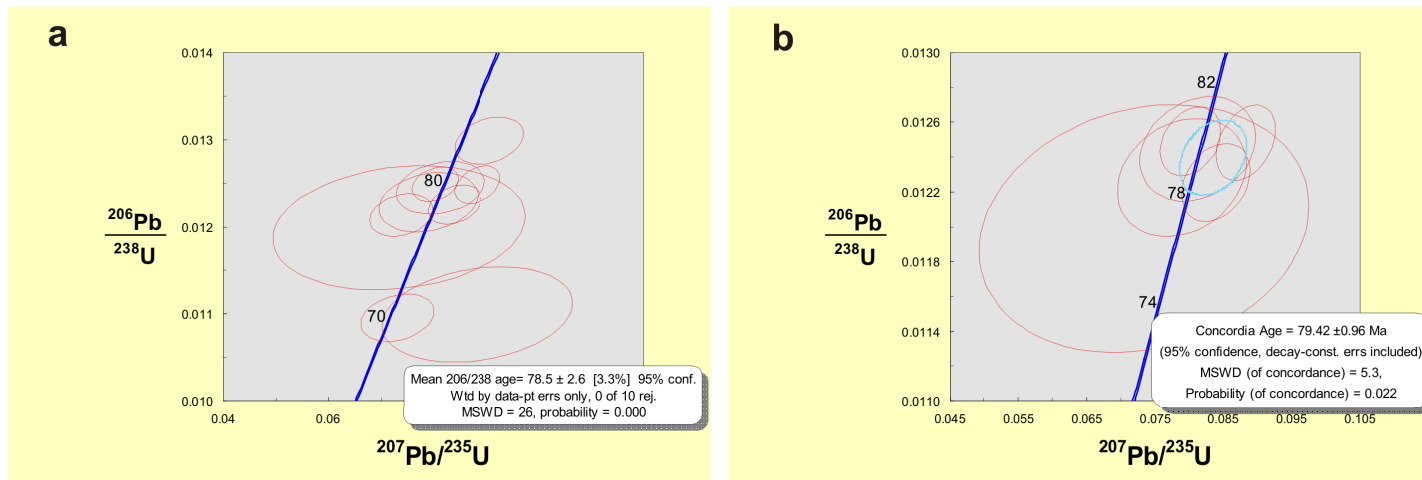 a
0.014
0.013
0.012
0.011
0.010
0.04
0.06
80
70
206Pb
238U
Mean 206/238 age= 78.5 ± 2.6 [3.3%] 95% conf.
Wtd by data-pt errs only, 0 of 10 rej.
MSWD = 26, probability = 0.000
207Pb/235U
b
0.0130
0.0126
0.0122
0.0118
0.0114
0.0110
0.045
0.055
0.065
0.075
0.085
0.095
0.105
82
78
74
206Pb
238U
Concordia Age = 79.42 ±0.96 Ma
(95% confidence, decay-const. errs included)
MSWD (of concordance) = 5.3,
Probability (of concordance) = 0.022
207Pb/235U